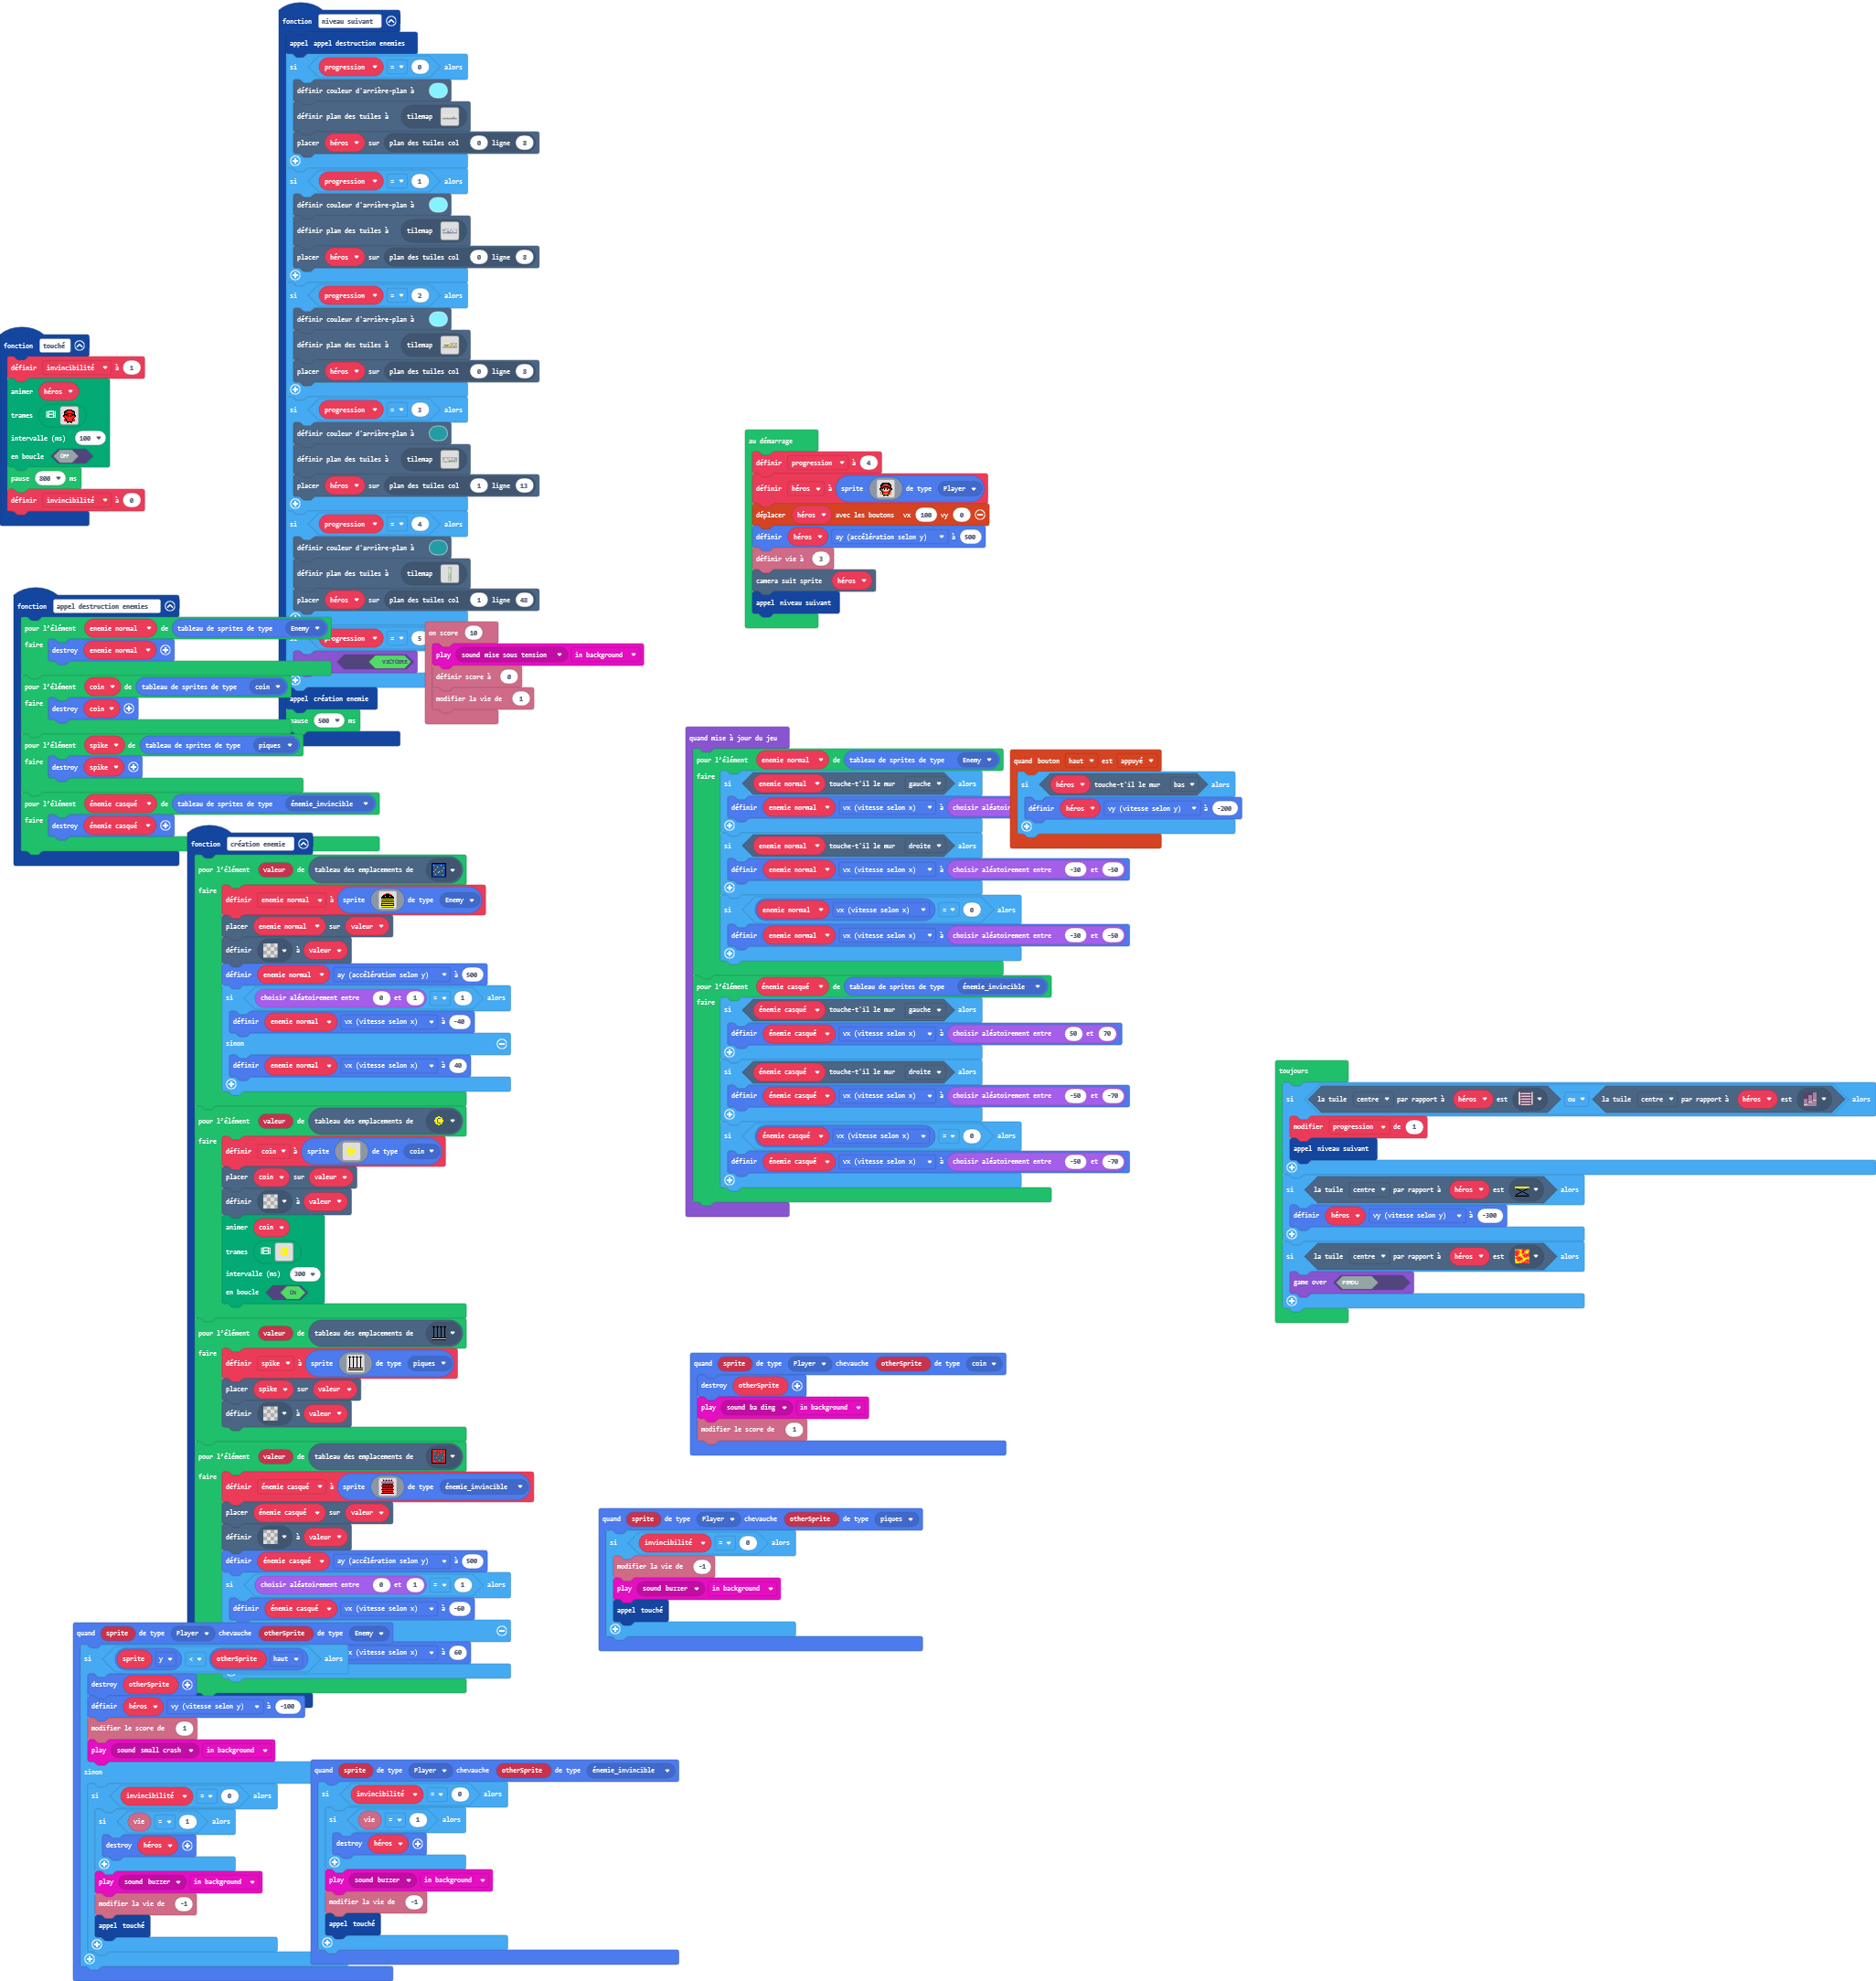 fonction niveau suivant
appel appel destruction enemies
si progression = 0 alors
définir couleur d'arrière-plan à
définir plan des tuiles à tilemap
placer héros sur plan des tuiles col 0 ligne 8
si progression = 1 alors
définir couleur d'arrière-plan à
définir plan des tuiles à tilemap
placer héros sur plan des tuiles col 0 ligne 8
si progression = 2 alors
définir couleur d'arrière-plan à
définir plan des tuiles à tilemap
placer héros sur plan des tuiles col 0 ligne 8
si progression = 3 alors
définir couleur d'arrière-plan à
définir plan des tuiles à tilemap
placer héros sur plan des tuiles col 1 ligne 13
si progression = 4 alors
définir couleur d'arrière-plan à
définir plan des tuiles à tilemap
placer héros sur plan des tuiles col 1 ligne 48
progression = 5
VICTOIRE
appel création enemie
pause 500 ms
fonction touché
définir invincibilité à 1
animer héros
trames
intervalle (ms) 100
en boucle OFF
pause 800 ms
définir invincibilité à 0
fonction appel destruction enemies
pour l'élément enemie normal de tableau de sprites de type Enemy
faire
destroy enemie normal
pour l'élément coin de tableau de sprites de type coin
faire
destroy coin
pour l'élément spike de tableau de sprites de type piques
faire
destroy spike
pour l'élément énemie casqué de tableau de sprites de type énemie_invincible
faire
destroy énemie casqué
on score 10
play sound mise sous tension in background
définir score à 0
modifier la vie de 1
au démarrage
définir progression à 4
définir héros à sprite de type Player
déplacer héros avec les boutons vx 100 vy 0
définir héros ay (accélération selon y) à 500
définir vie à 3
camera suit sprite héros
appel niveau suivant
quand mise à jour du jeu
pour l'élément enemie normal de tableau de sprites de type Enemy
faire
si enemie normal touche-t'il le mur gauche alors
définir enemie normal vx (vitesse selon x) à choisir aléatoir
si enemie normal touche-t'il le mur droite alors
définir enemie normal vx (vitesse selon x) à choisir aléatoirement entre -30 et -50
si enemie normal vx (vitesse selon x) = 0 alors
définir enemie normal vx (vitesse selon x) à choisir aléatoirement entre -30 et -50
pour l'élément énemie casqué de tableau de sprites de type énemie_invincible
faire
si énemie casqué touche-t'il le mur gauche alors
définir énemie casqué vx (vitesse selon x) à choisir aléatoirement entre 50 et 70
si énemie casqué touche-t'il le mur droite alors
définir énemie casqué vx (vitesse selon x) à choisir aléatoirement entre -50 et -70
si énemie casqué vx (vitesse selon x) = 0 alors
définir énemie casqué vx (vitesse selon x) à choisir aléatoirement entre -50 et -70
quand bouton haut est appuyé
si héros touche-t'il le mur bas alors
définir héros vy (vitesse selon y) à -200
fonction création enemie
pour l'élément valeur de tableau des emplacements de
faire
définir enemie normal à sprite de type Enemy
placer enemie normal sur valeur
définir à valeur
définir enemie normal ay (accélération selon y) à 500
si choisir aléatoirement entre 0 et 1 = 1 alors
définir enemie normal vx (vitesse selon x) à -40
sinon
définir enemie normal vx (vitesse selon x) à 40
pour l'élément valeur de tableau des emplacements de
faire
définir coin à sprite de type coin
placer coin sur valeur
définir à valeur
animer coin
trames
intervalle (ms) 300
en boucle ON
pour l'élément valeur de tableau des emplacements de
faire
définir spike à sprite de type piques
placer spike sur valeur
définir à valeur
pour l'élément valeur de tableau des emplacements de
faire
définir énemie casqué à sprite de type énemie_invincible
placer énemie casqué sur valeur
définir à valeur
définir énemie casqué ay (accélération selon y) à 500
si choisir aléatoirement entre 0 et 1 = 1 alors
définir énemie casqué vx (vitesse selon x) à -60
x (vitesse selon x) à 60
toujours
si la tuile centre par rapport à héros est ou la tuile centre par rapport à héros est alors
modifier progression de 1
appel niveau suivant
si la tuile centre par rapport à héros est alors
définir héros vy (vitesse selon y) à -300
si la tuile centre par rapport à héros est alors
game over PERDU
quand sprite de type Player chevauche otherSprite de type coin
destroy otherSprite
play sound ba ding in background
modifier le score de 1
quand sprite de type Player chevauche otherSprite de type piques
si invincibilité = 0 alors
modifier la vie de -1
play sound buzzer in background
appel touché
quand sprite de type Player chevauche otherSprite de type Enemy
si sprite y < otherSprite haut alors
destroy otherSprite
définir héros vy (vitesse selon y) à -100
modifier le score de 1
play sound small crash in background
sinon
si invincibilité = 0 alors
si vie = 1 alors
destroy héros
play sound buzzer in background
modifier la vie de -1
appel touché
quand sprite de type Player chevauche otherSprite de type énemie_invincible
si invincibilité = 0 alors
si vie = 1 alors
destroy héros
play sound buzzer in background
modifier la vie de -1
appel touché